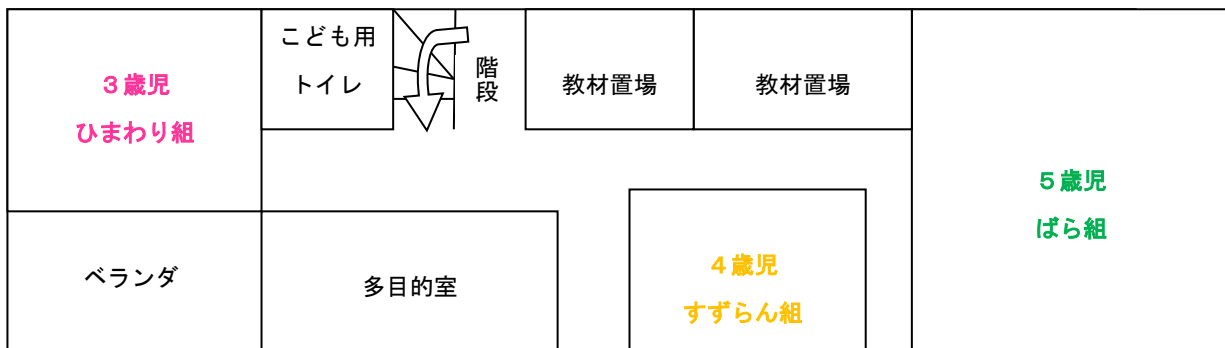 ３歳児
ひまわり組
こども用
トイレ
階段
教材置場
教材置場
５歳児
ばら組
ベランダ
多目的室
４歳児
すずらん組